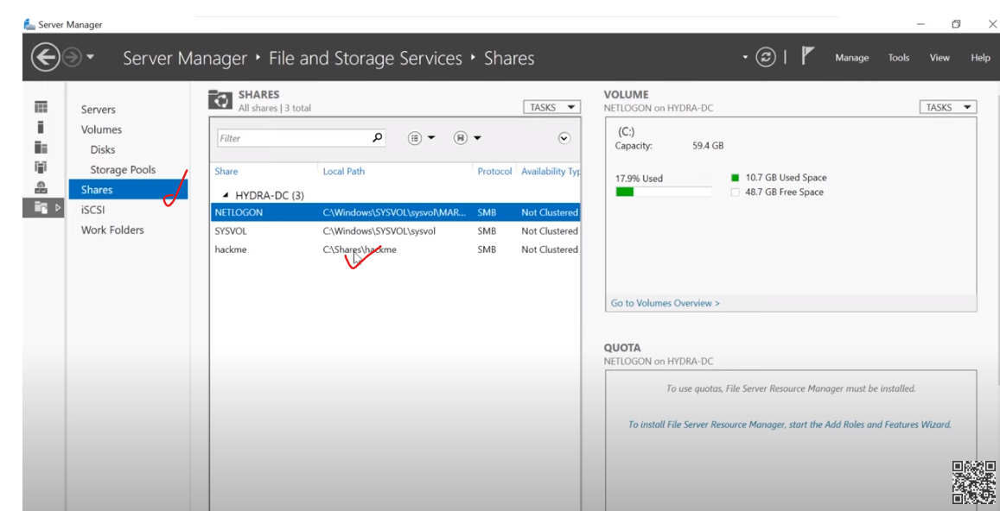 Server Manager
Server Manager ‣ File and Storage Services ‣ Shares
Manage Tools View Help
Servers
Volumes
Disks
Storage Pools
Shares
iSCSI
Work Folders
SHARES
All shares | 3 total
TASKS
Filter
Share Local Path Protocol Availability Typ
HYDRA-DC (3)
NETLOGON C:\Windows\SYSVOL\sysvol\MAR... SMB Not Clustered
SYSVOL C:\Windows\SYSVOL\sysvol SMB Not Clustered
hackme C:\Shares\hackme SMB Not Clustered
VOLUME
NETLOGON on HYDRA-DC
TASKS
(C:)
Capacity: 59.4 GB
17.9% Used
10.7 GB Used Space
48.7 GB Free Space
Go to Volumes Overview >
QUOTA
NETLOGON on HYDRA-DC
To use quotas, File Server Resource Manager must be installed.
To install File Server Resource Manager, start the Add Roles and Features Wizard.